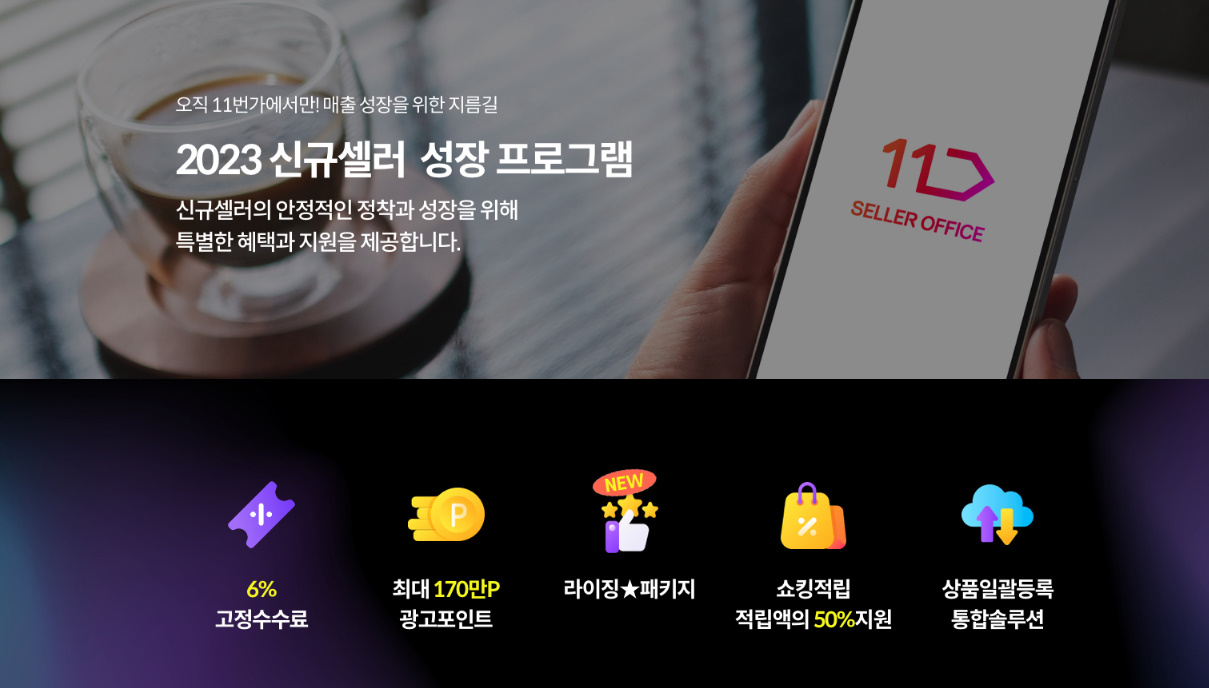 오직 11번가에서만! 매출 성장을 위한 지름길
2023 신규셀러 성장 프로그램
신규셀러의 안정적인 정착과 성장을 위해
특별한 혜택과 지원을 제공합니다.
11
SELLER OFFICE
6%
고정수수료
최대 170만P
광고포인트
P
NEW
라이징★패키지
%
쇼킹적립
적립액의 50%지원
상품일괄등록
통합솔루션